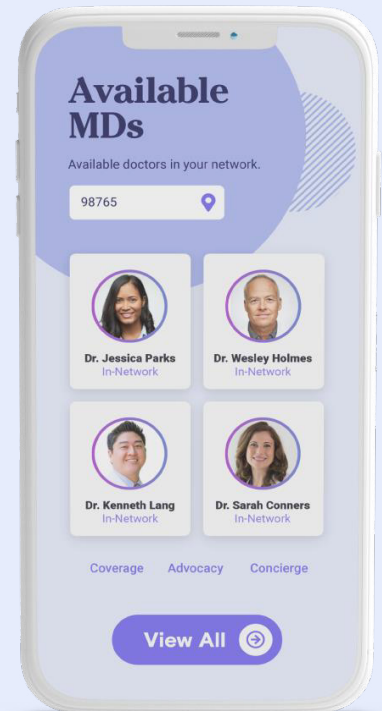 Available
MDs
Available doctors in your network.
98765
Dr. Jessica Parks
In-Network
Dr. Wesley Holmes
In-Network
Dr. Kenneth Lang
In-Network
Dr. Sarah Conners
In-Network
Coverage Advocacy Concierge
View All